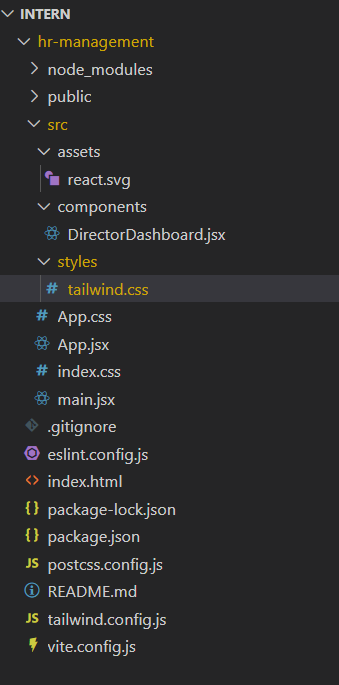 INTERN
hr-management
node_modules
public
src
assets
react.svg
components
DirectorDashboard.jsx
styles
# tailwind.css
# App.css
App.jsx
# index.css
main.jsx
.gitignore
eslint.config.js
<> index.html
{ } package-lock.json
{ } package.json
JS postcss.config.js
README.md
JS tailwind.config.js
vite.config.js